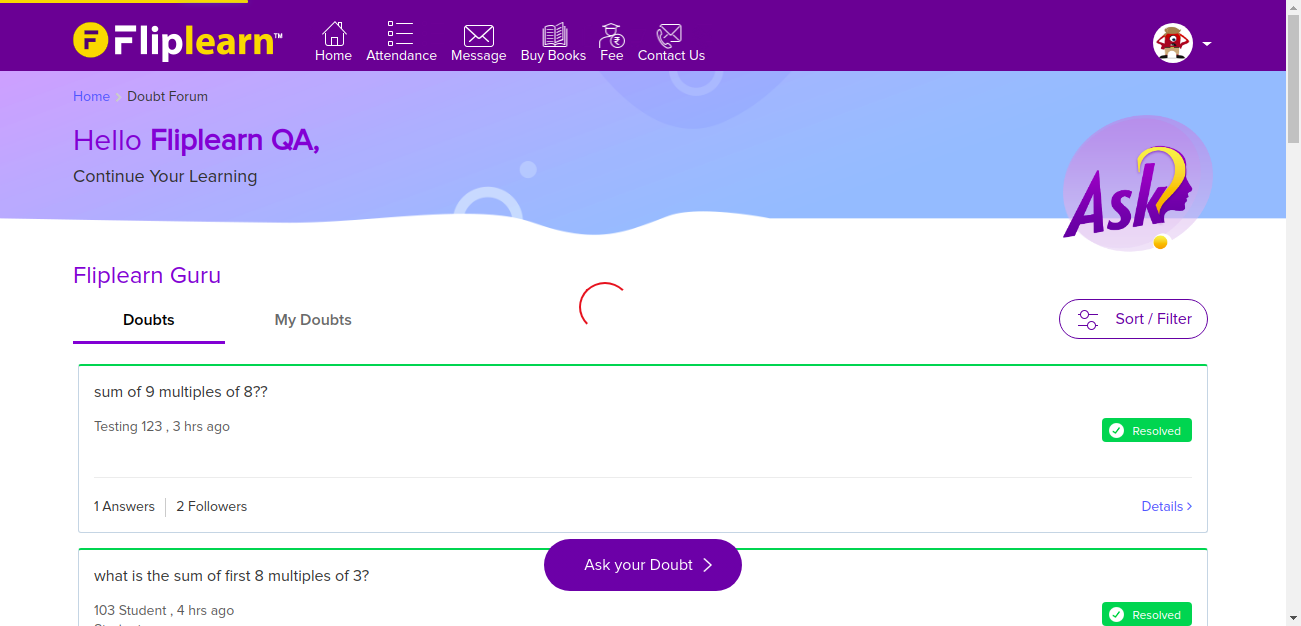 Fliplearn™
Home Attendance Message Buy Books Fee Contact Us
Home > Doubt Forum
Hello Fliplearn QA,
Continue Your Learning
Ask?
Fliplearn Guru
Doubts My Doubts Sort / Filter
sum of 9 multiples of 8??
Testing 123 , 3 hrs ago
Resolved
1 Answers 2 Followers Details >
Ask your Doubt >
what is the sum of first 8 multiples of 3?
103 Student , 4 hrs ago
Resolved